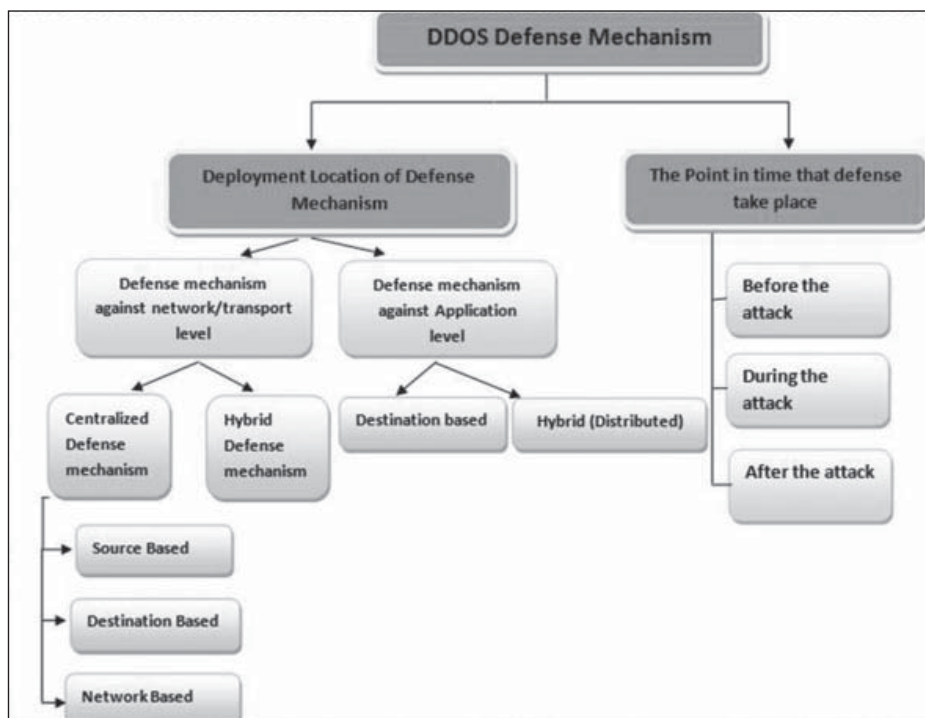 DDOS Defense Mechanism
Deployment Location of Defense
Mechanism
The Point in time that defense
take place
Defense mechanism
against network/transport
level
Defense mechanism
against Application
level
Before the
attack
During the
attack
After the attack
Centralized
Defense
mechanism
Hybrid
Defense
mechanism
Destination based
Hybrid (Distributed)
Source Based
Destination Based
Network Based